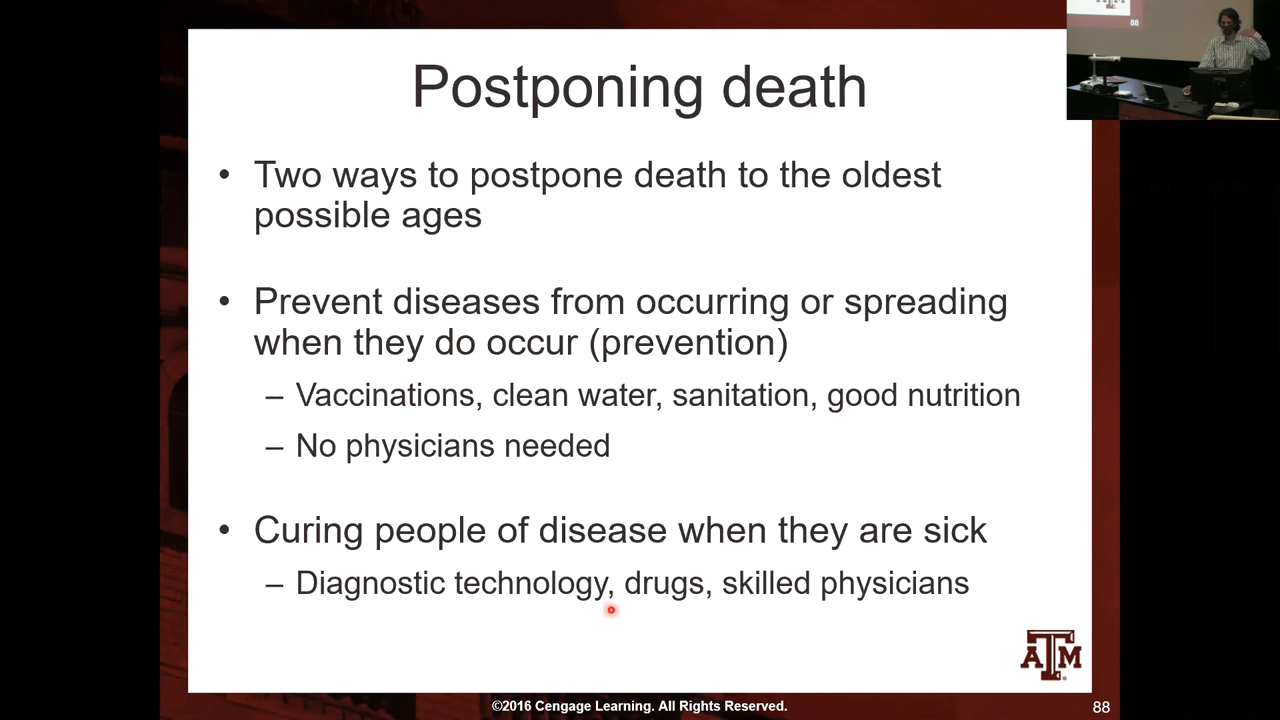 Postponing death
• Two ways to postpone death to the oldest
possible ages
• Prevent diseases from occurring or spreading
when they do occur (prevention)
– Vaccinations, clean water, sanitation, good nutrition
– No physicians needed
• Curing people of disease when they are sick
– Diagnostic technology, drugs, skilled physicians
ATM
©2016 Cengage Learning. All Rights Reserved.
88
88